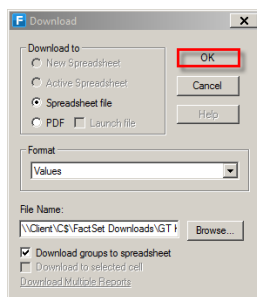 Download
Download to
New Spreadsheet
Active Spreadsheet
Spreadsheet file
PDF Launch file
OK
Cancel
Help
Format
Values
File Name:
\\Client\C$\FactSet Downloads\GT
Browse...
Download groups to spreadsheet
Download to selected cell
Download Multiple Reports